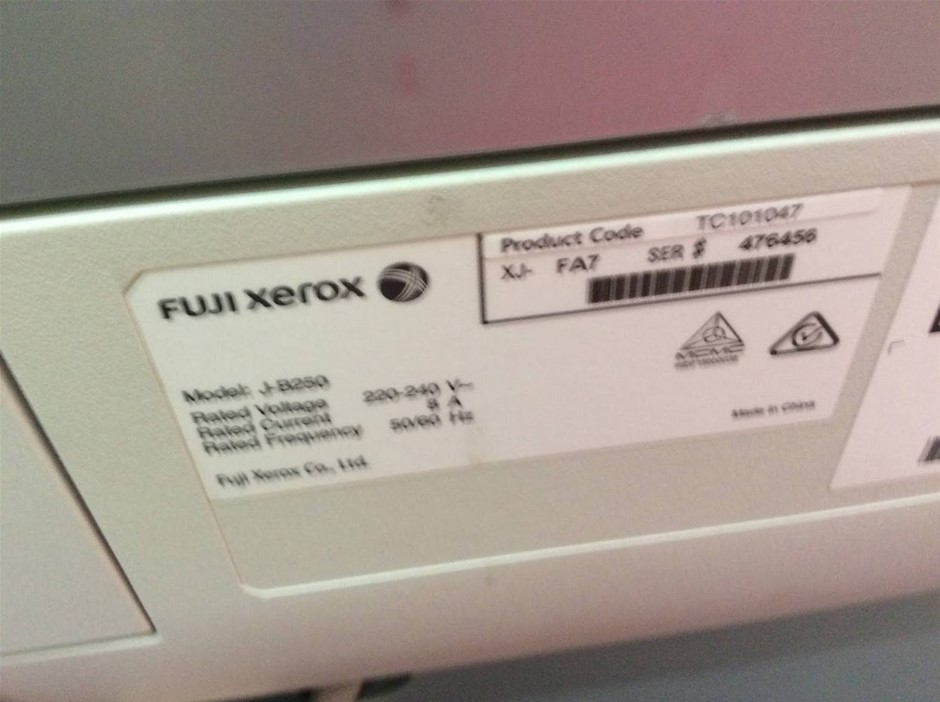 FUJI xerox
Product Code TC101047
XJ- FA7 SER # 476456
MCMC
Model: J-B250
Rated Voltage 220-240 V~
Rated Current 8 A
Rated Frequency 50/60 Hz
Fuji Xerox Co., Ltd.
Made in China